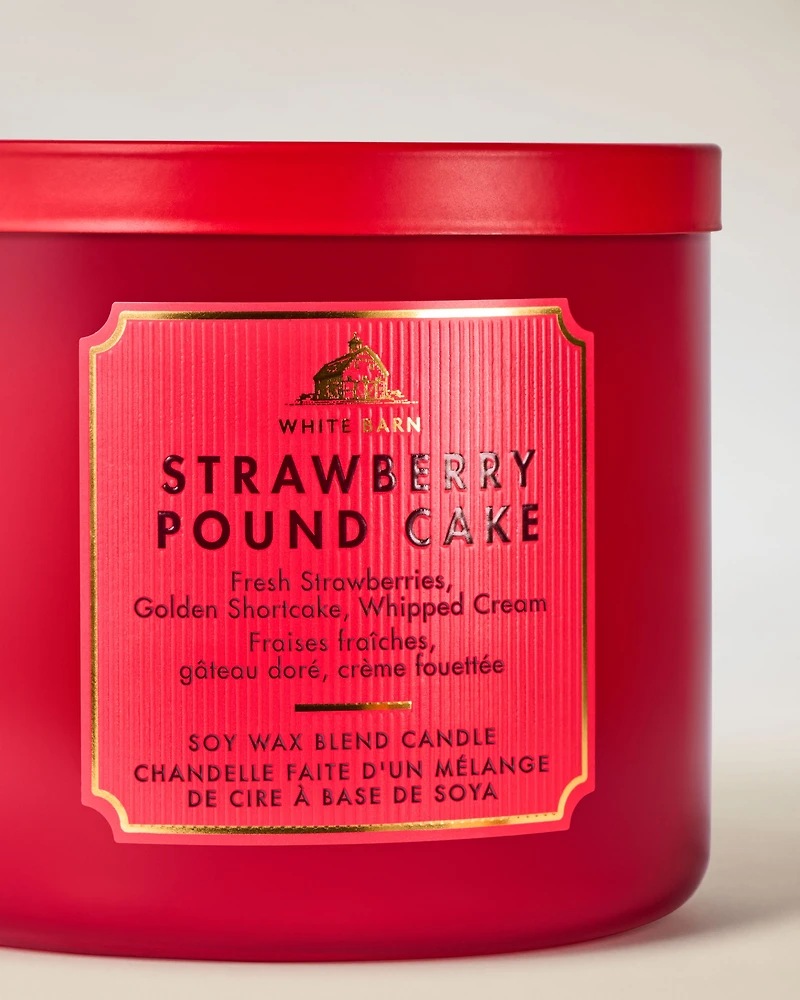 WHITE BARN
STRAWBERRY
POUND CAKE
Fresh Strawberries,
Golden Shortcake, Whipped Cream
Fraises fraîches,
gâteau doré, crème fouettée
SOY WAX BLEND CANDLE
CHANDELLE FAITE D'UN MÉLANGE
DE CIRE À BASE DE SOYA